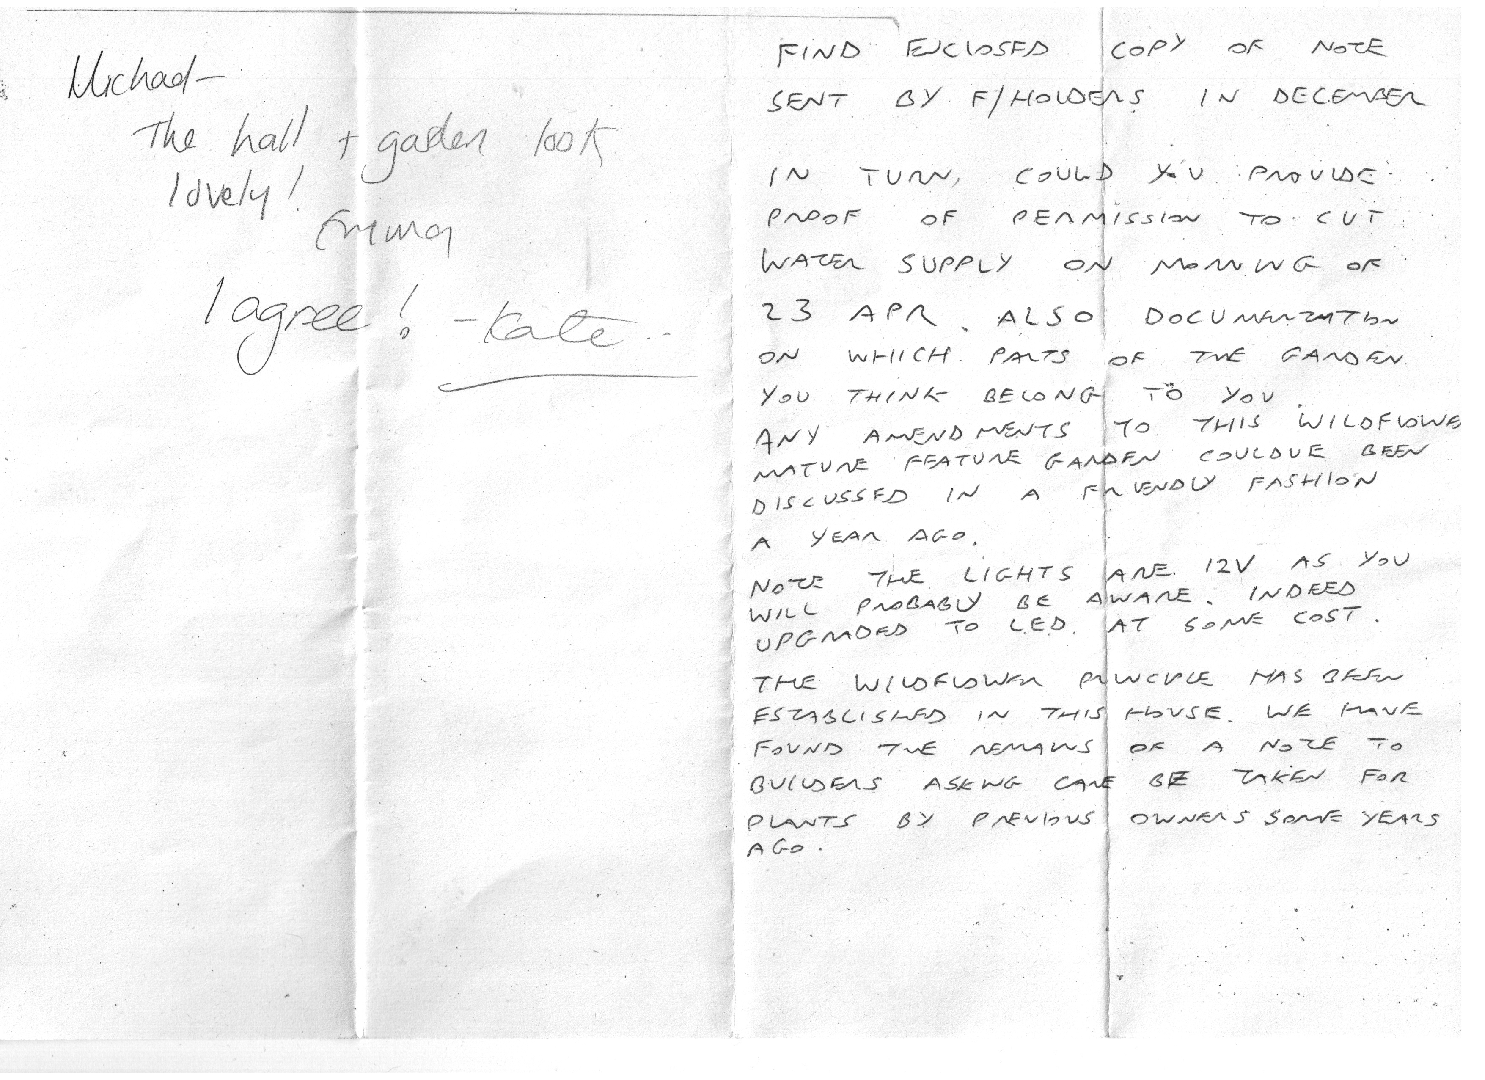 Michael–
The hall + garden look
lovely!
Emma
I agree! – Kate
FIND ENCLOSED COPY OF NOTE
SENT BY F/HOLDERS IN DECEMBER
IN TURN, COULD YOU PROVIDE
PROOF OF PERMISSION TO CUT
WATER SUPPLY ON MORNING OF
23 APR. ALSO DOCUMENTATION
ON WHICH PARTS OF THE GARDEN
YOU THINK BELONG TO YOU.
ANY AMENDMENTS TO THIS WILDFLOWE
MATURE FEATURE GARDEN COULDVE BEEN
DISCUSSED IN A FRIENDLY FASHION
A YEAR AGO.
NOTE THE LIGHTS ARE 12V AS YOU
WILL PROBABLY BE AWARE. INDEED
UPGRADED TO L.E.D. AT SOME COST.
THE WILDFLOWER PRINCIPLE HAS BEEN
ESTABLISHED IN THIS HOUSE. WE HAVE
FOUND THE REMAINS OF A NOTE TO
BUILDERS ASKING CARE BE TAKEN FOR
PLANTS BY PREVIOUS OWNERS SOME YEARS
AGO.